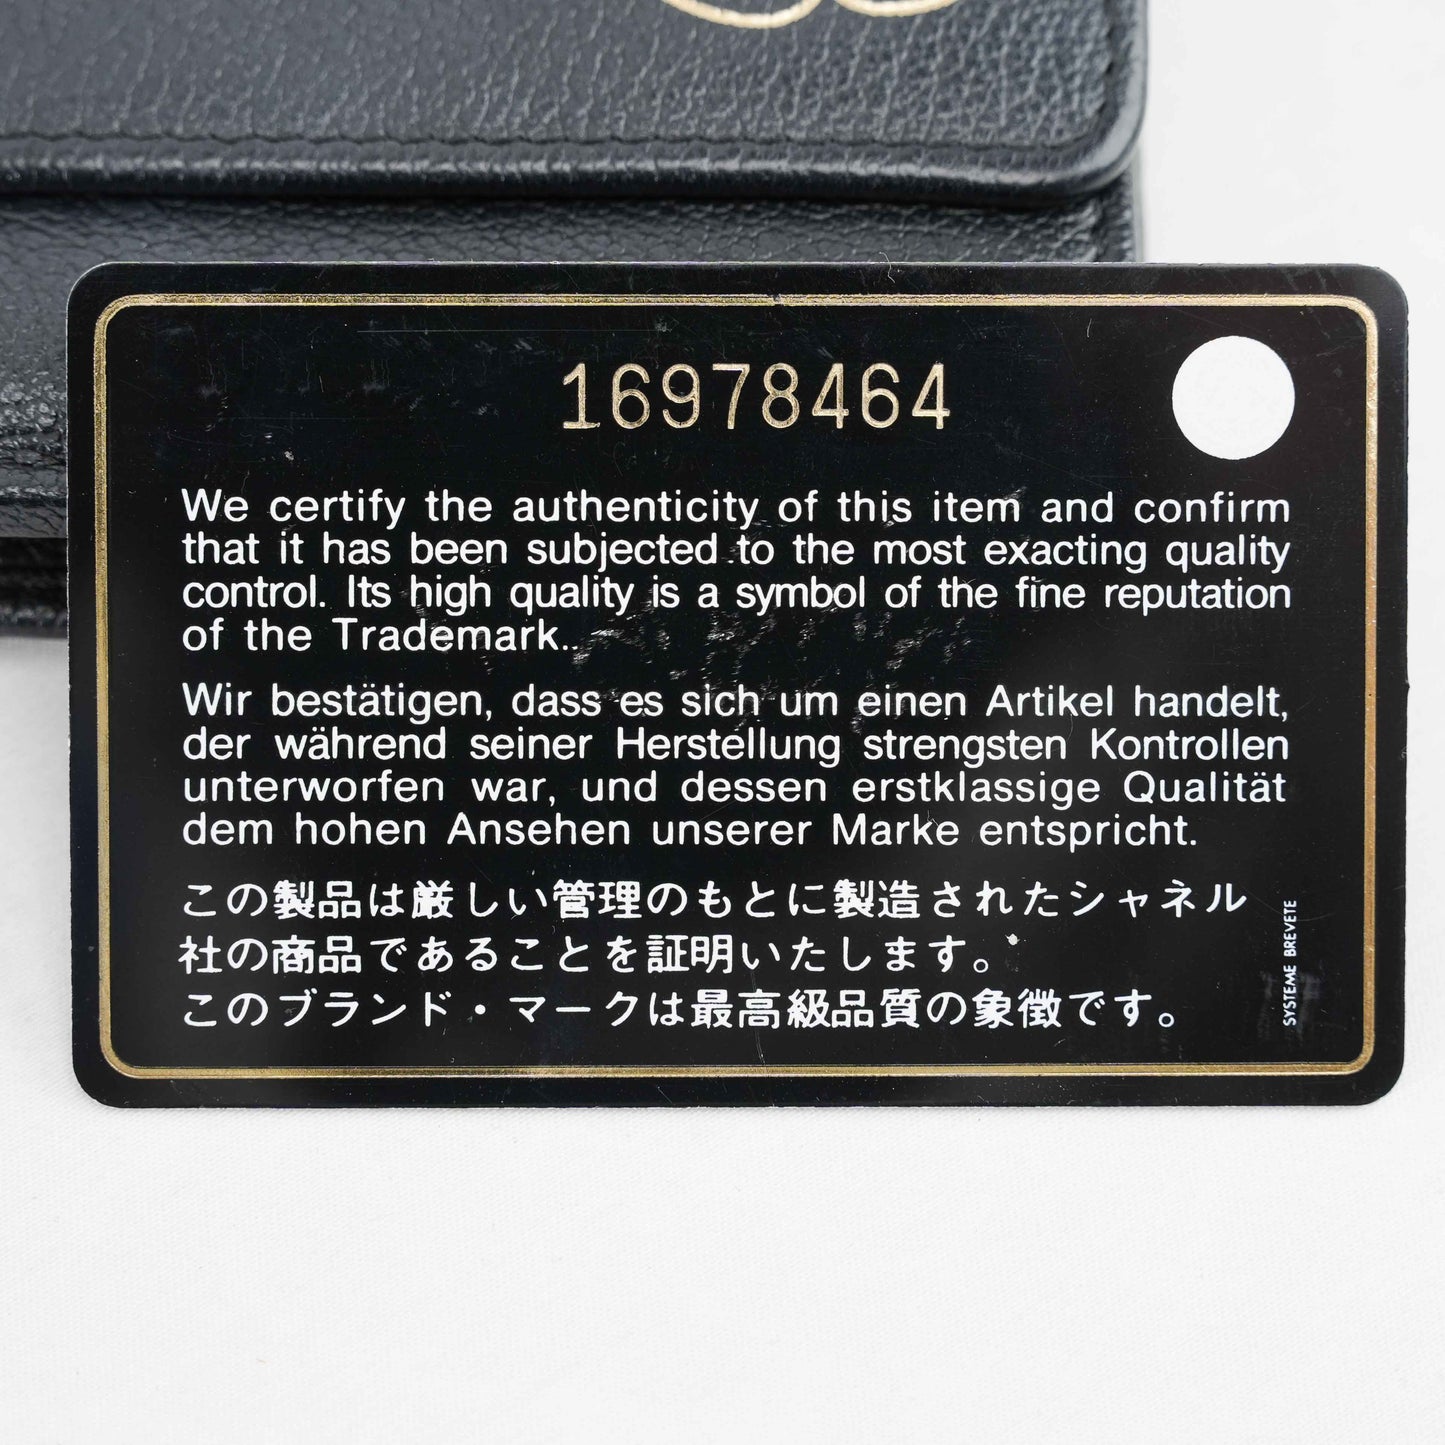 16978464
We certify the authenticity of this item and confirm
that it has been subjected to the most exacting quality
control. Its high quality is a symbol of the fine reputation
of the Trademark..
Wir bestätigen, dass es sich um einen Artikel handelt,
der während seiner Herstellung strengsten Kontrollen
unterworfen war, und dessen erstklassige Qualität
dem hohen Ansehen unserer Marke entspricht.
この製品は厳しい管理のもとに製造されたシャネル
社の商品であることを証明いたします。
このブランド・マークは最高級品質の象徴です。
SYSTEME BREVETE